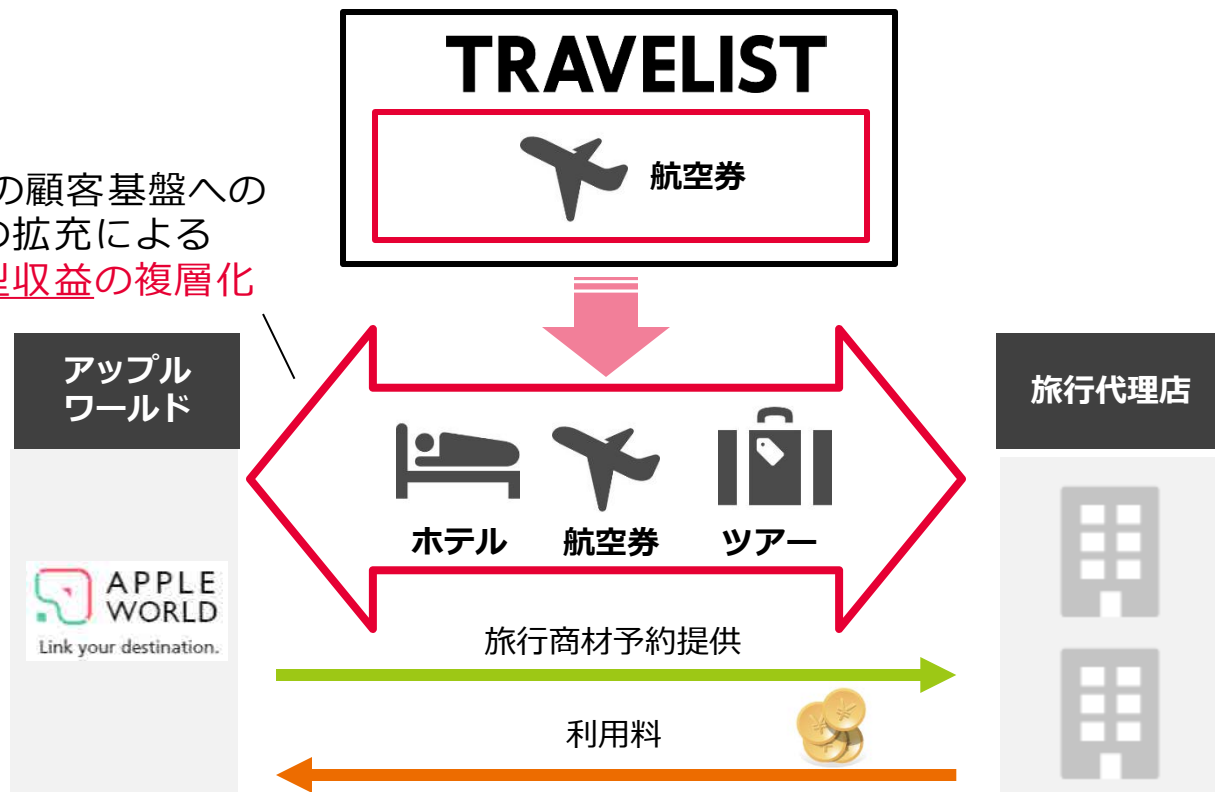 TRAVELIST
航空券
の顧客基盤への
の拡充による
型収益の複層化
アップル
ワールド
旅行代理店
ホテル
航空券
ツアー
APPLE
WORLD
Link your destination.
旅行商材予約提供
利用料